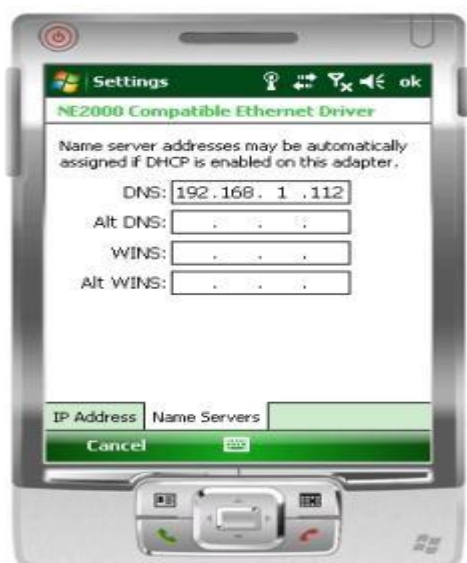 Settings ok
NE2000 Compatible Ethernet Driver
Name server addresses may be automatically
assigned if DHCP is enabled on this adapter.
DNS: 192.168. 1 .112
Alt DNS: . . .
WINS: . . .
Alt WINS: . . .
IP Address Name Servers
Cancel